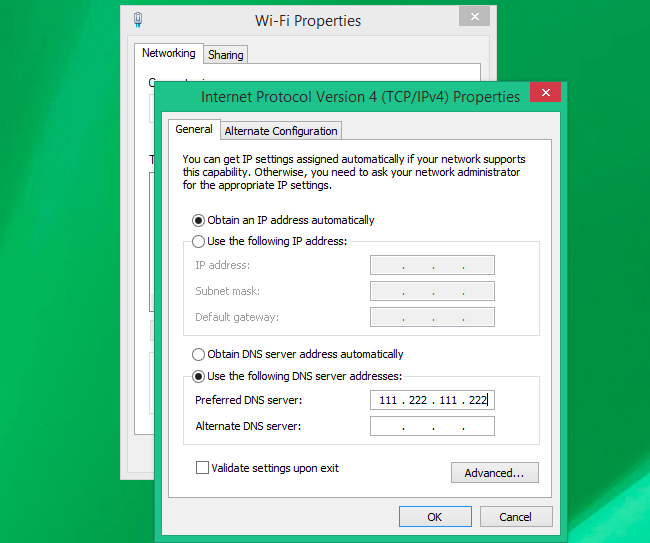 Wi-Fi Properties
Networking
Sharing
Internet Protocol Version 4 (TCP/IPv4) Properties
General
Alternate Configuration
You can get IP settings assigned automatically if your network supports
this capability. Otherwise, you need to ask your network administrator
for the appropriate IP settings.
Obtain an IP address automatically
Use the following IP address:
IP address:
. . .
Subnet mask:
. . .
Default gateway:
. . .
Obtain DNS server address automatically
Use the following DNS server addresses:
Preferred DNS server:
111 . 222 . 111 . 222
Alternate DNS server:
. . .
Validate settings upon exit
Advanced...
OK
Cancel